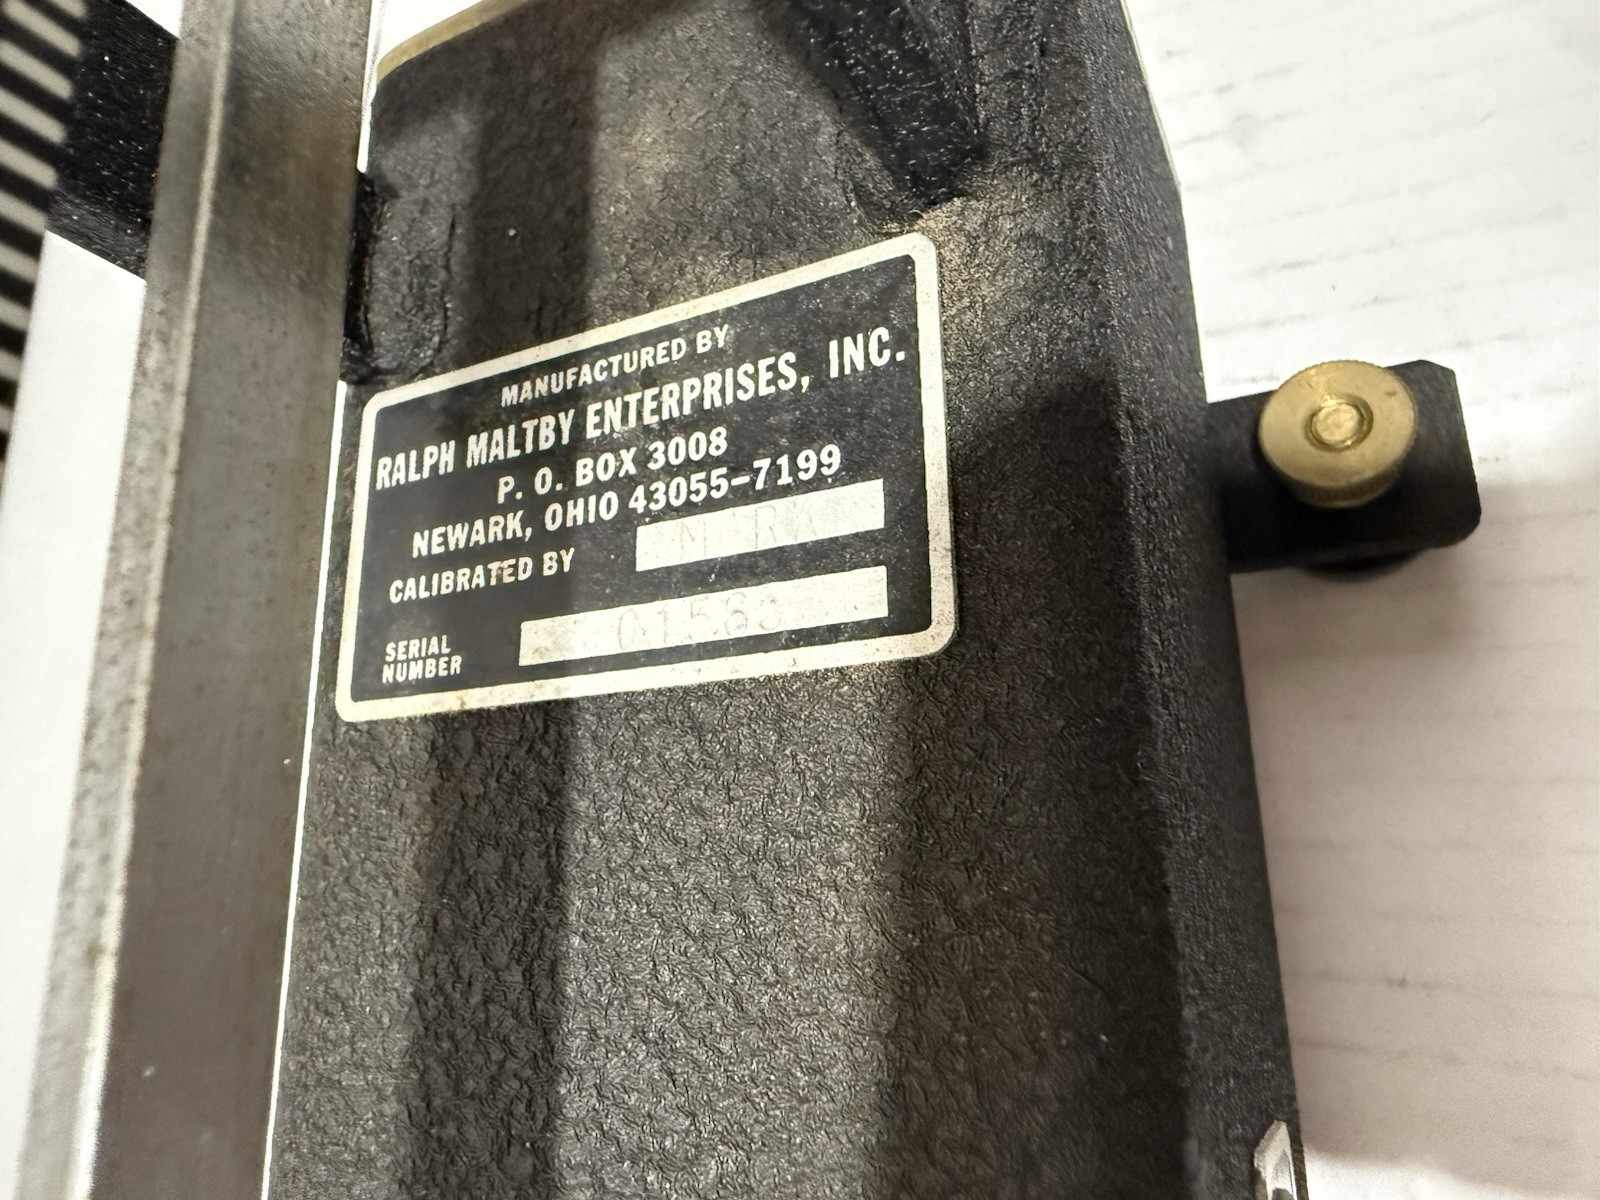 MANUFACTURED BY
RALPH MALTBY ENTERPRISES, INC.
P. O. BOX 3008
NEWARK, OHIO 43055-7199
CALIBRATED BY
SERIAL NUMBER